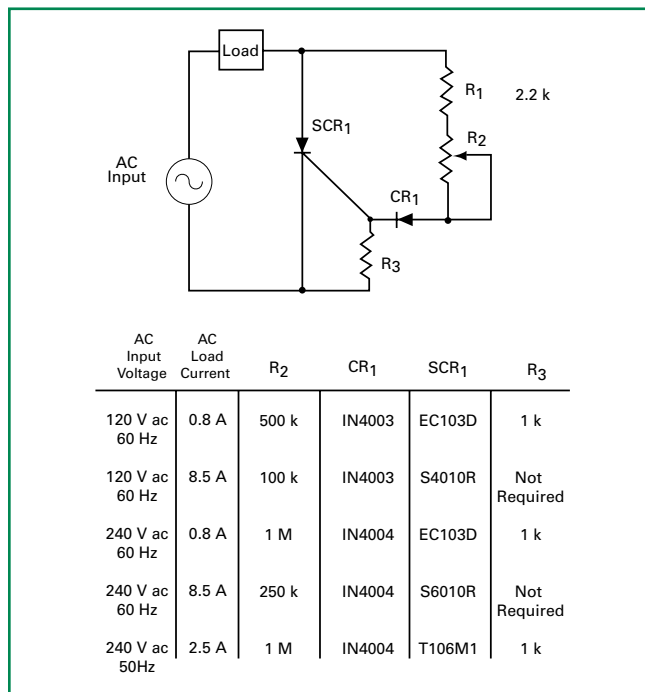 Load
R1 2.2 k
SCR1
R2
AC
Input
CR1
R3
AC
Input
Voltage
AC
Load
Current
R2
CR1
SCR1
R3
120 V ac
60 Hz
0.8 A
500 k
IN4003
EC103D
1 k
120 V ac
60 Hz
8.5 A
100 k
IN4003
S4010R
Not
Required
240 V ac
60 Hz
0.8 A
1 M
IN4004
EC103D
1 k
240 V ac
60 Hz
8.5 A
250 k
IN4004
S6010R
Not
Required
240 V ac
50Hz
2.5 A
1 M
IN4004
T106M1
1 k